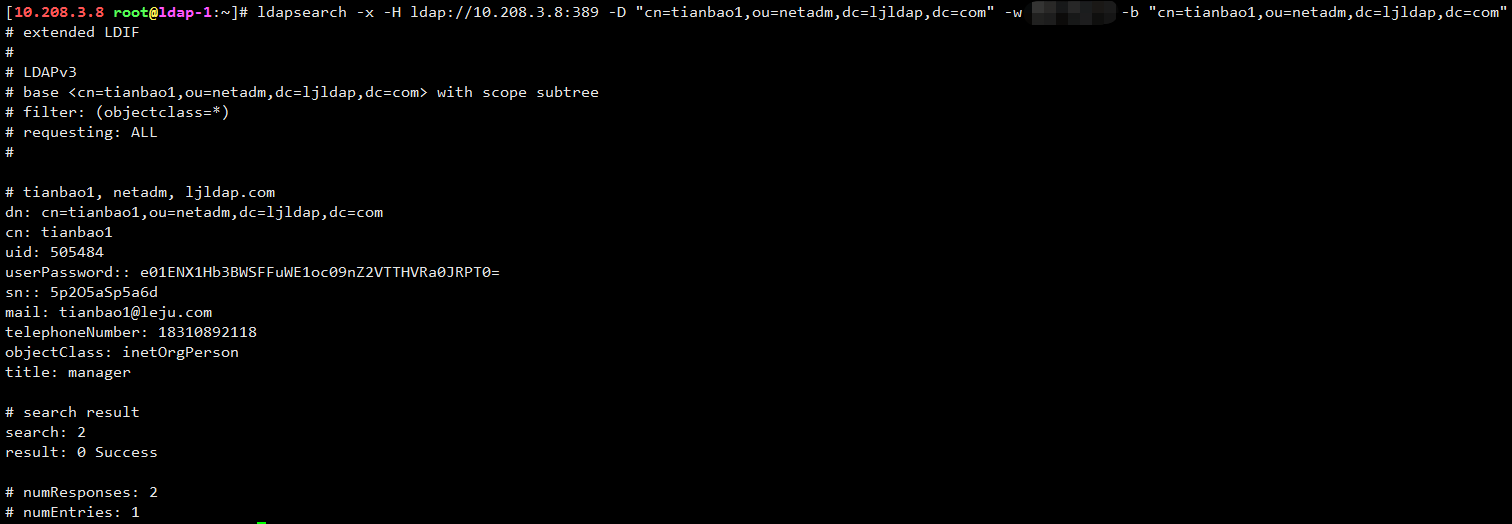 [10.208.3.8 root@ldap-1:~]# ldapsearch -x -H ldap://10.208.3.8:389 -D "cn=tianbao1,ou=netadm,dc=ljldap,dc=com" -w -b "cn=tianbao1,ou=netadm,dc=ljldap,dc=com"
# extended LDIF
#
# LDAPv3
# base <cn=tianbao1,ou=netadm,dc=ljldap,dc=com> with scope subtree
# filter: (objectclass=*)
# requesting: ALL
#
# tianbao1, netadm, ljldap.com
dn: cn=tianbao1,ou=netadm,dc=ljldap,dc=com
cn: tianbao1
uid: 505484
userPassword:: e01ENX1Hb3BWSFFuWE1oc09nZ2VTTHVRa0JRPT0=
sn:: 5p2O5aSp5a6d
mail: tianbao1@leju.com
telephoneNumber: 18310892118
objectClass: inetOrgPerson
title: manager
# search result
search: 2
result: 0 Success
# numResponses: 2
# numEntries: 1